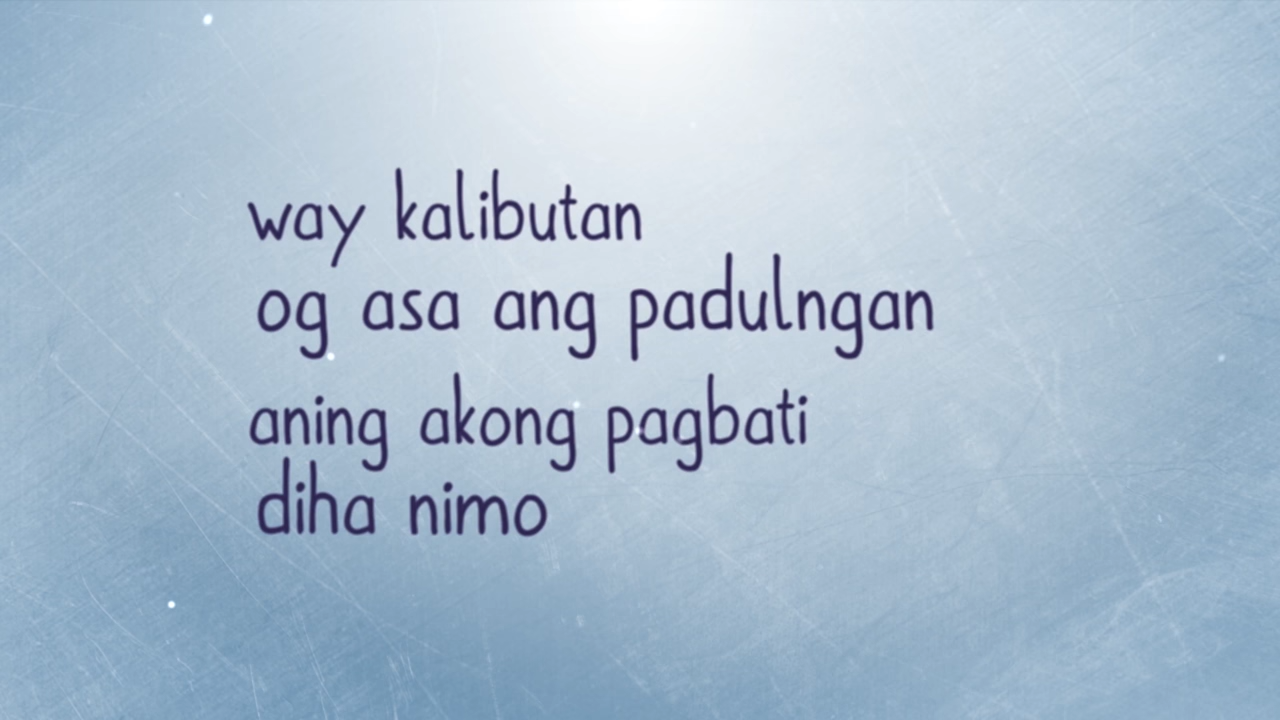 way kalibutan
og asa ang padulngan
aning akong pagbati
diha nimo